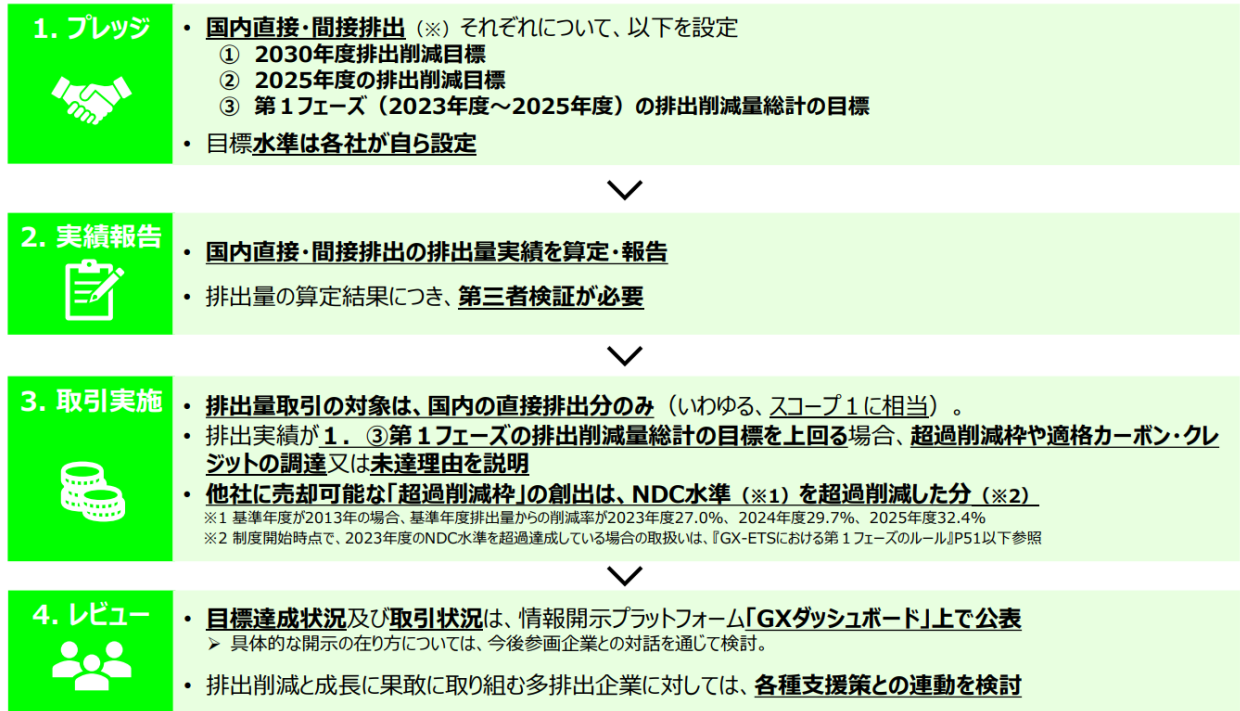 1. プレッジ
• 国内直接・間接排出（※）それぞれについて、以下を設定
① 2030年度排出削減目標
② 2025年度の排出削減目標
③ 第１フェーズ（2023年度～2025年度）の排出削減量総計の目標
• 目標水準は各社が自ら設定
2. 実績報告
• 国内直接・間接排出の排出量実績を算定・報告
• 排出量の算定結果につき、第三者検証が必要
3. 取引実施
• 排出量取引の対象は、国内の直接排出分のみ（いわゆる、スコープ１に相当）。
• 排出実績が１．③第１フェーズの排出削減量総計の目標を上回る場合、超過削減枠や適格カーボン・クレ
ジットの調達又は未達理由を説明
• 他社に売却可能な「超過削減枠」の創出は、NDC水準（※1）を超過削減した分（※2）
※1 基準年度が2013年の場合、基準年度排出量からの削減率が2023年度27.0%、2024年度29.7%、2025年度32.4%
※2 制度開始時点で、2023年度のNDC水準を超過達成している場合の取扱いは、『GX-ETSにおける第１フェーズのルール』P51以下参照
4. レビュー
• 目標達成状況及び取引状況は、情報開示プラットフォーム「GXダッシュボード」上で公表
➢ 具体的な開示の在り方については、今後参画企業との対話を通じて検討。
• 排出削減と成長に果敢に取り組む多排出企業に対しては、各種支援策との連動を検討